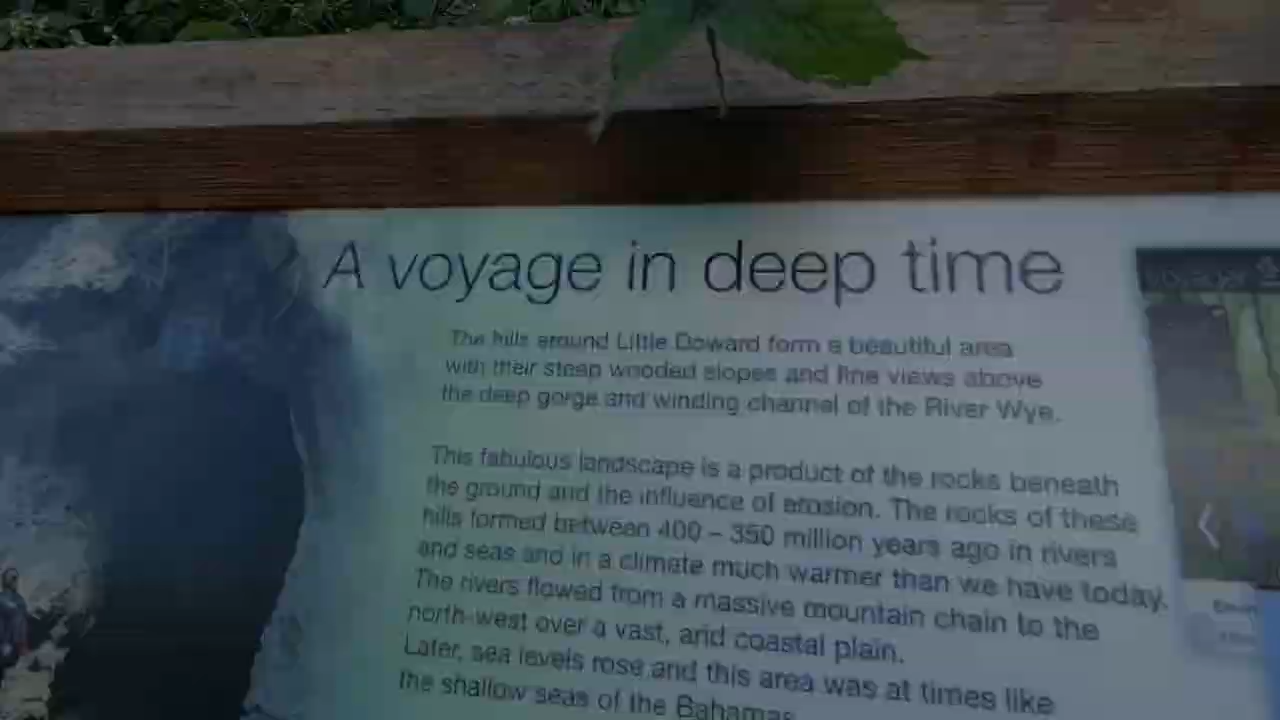 A voyage in deep time
The hills around Little Doward form a beautiful area
with their steep wooded slopes and fine views above
the deep gorge and winding channel of the River Wye.
This fabulous landscape is a product of the rocks beneath
the ground and the influence of erosion. The rocks of these
hills formed between 400 – 350 million years ago in rivers
and seas and in a climate much warmer than we have today.
The rivers flowed from a massive mountain chain to the
north-west over a vast, arid coastal plain.
Later, sea levels rose and this area was at times like
the shallow seas of the Bahamas